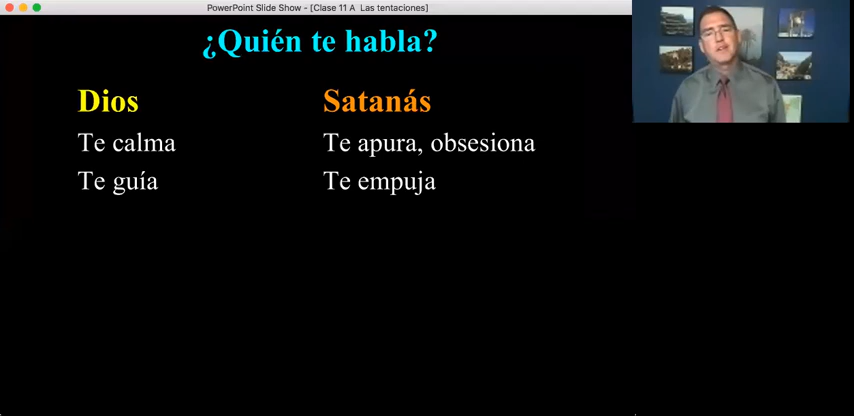 PowerPoint Slide Show - [Clase 11 A Las tentaciones]
¿Quién te habla?
Dios Satanás
Te calma Te apura, obsesiona
Te guía Te empuja